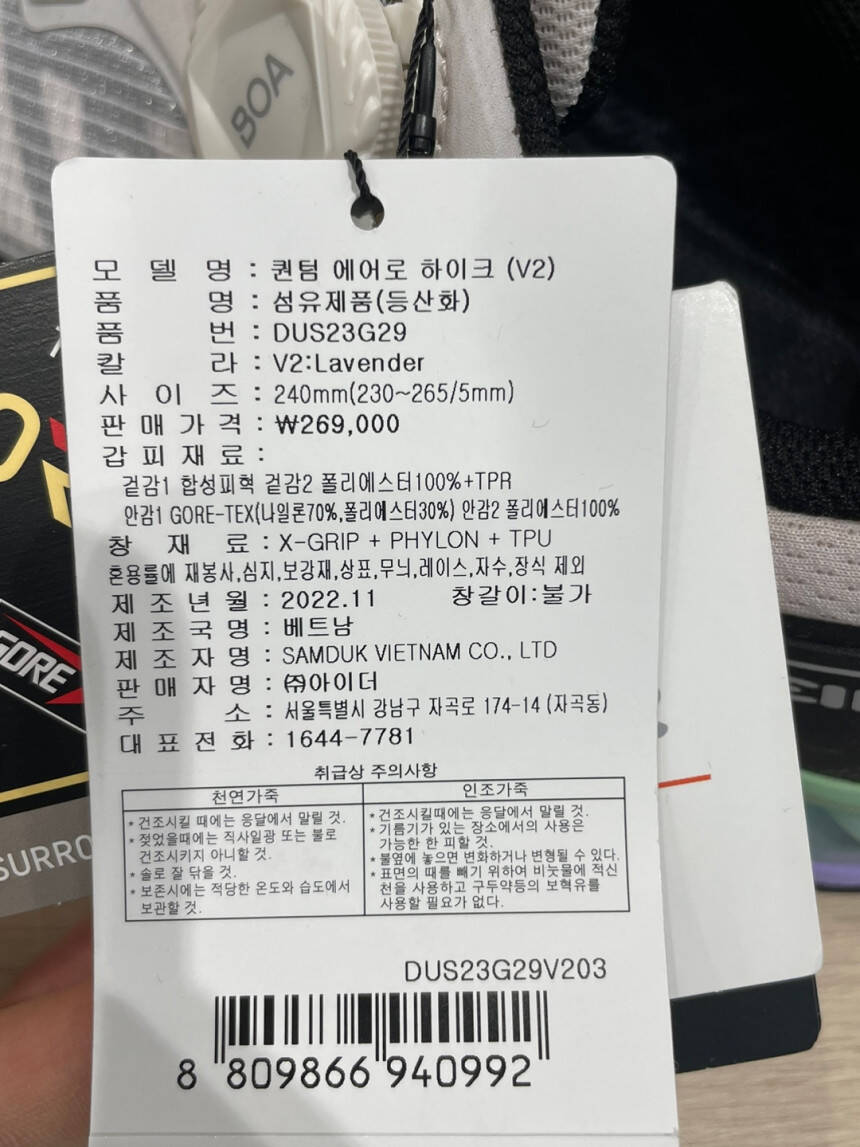 BOA
모델명 : 퀀텀 에어로 하이크 (V2)
품명 : 섬유제품(등산화)
품번 : DUS23G29
칼라 : V2:Lavender
사이즈 : 240mm(230~265/5mm)
판매가격 : ₩269,000
갑피재료 :
겉감1 합성피혁 겉감2 폴리에스터100%+TPR
안감1 GORE-TEX(나일론70%,폴리에스터30%) 안감2 폴리에스터100%
창재료 : X-GRIP + PHYLON + TPU
혼용률에 재봉사,심지,보강재,상표,무늬,레이스,자수,장식 제외
제조년월 : 2022.11 창갈이:불가
제조국명 : 베트남
제조자명 : SAMDUK VIETNAM CO., LTD
판매자명 : ㈜아이더
주소 : 서울특별시 강남구 자곡로 174-14 (자곡동)
대표전화 : 1644-7781
취급상 주의사항
천연가죽
* 건조시킬 때에는 응달에서 말릴 것.
* 젖었을때에는 직사일광 또는 불로
건조시키지 아니할 것.
* 솔로 잘 닦을 것.
* 보존시에는 적당한 온도와 습도에서
보관할 것.
인조가죽
* 건조시킬때에는 응달에서 말릴 것.
* 기름기가 있는 장소에서의 사용은
가능한 한 피할 것.
* 불옆에 놓으면 변화하거나 변형될 수 있다.
* 표면의 때를 빼기 위하여 비눗물에 적신
천을 사용하고 구두약등의 보혁유를
사용할 필요가 없다.
DUS23G29V203
8 809866 940992
GORE
SURRO